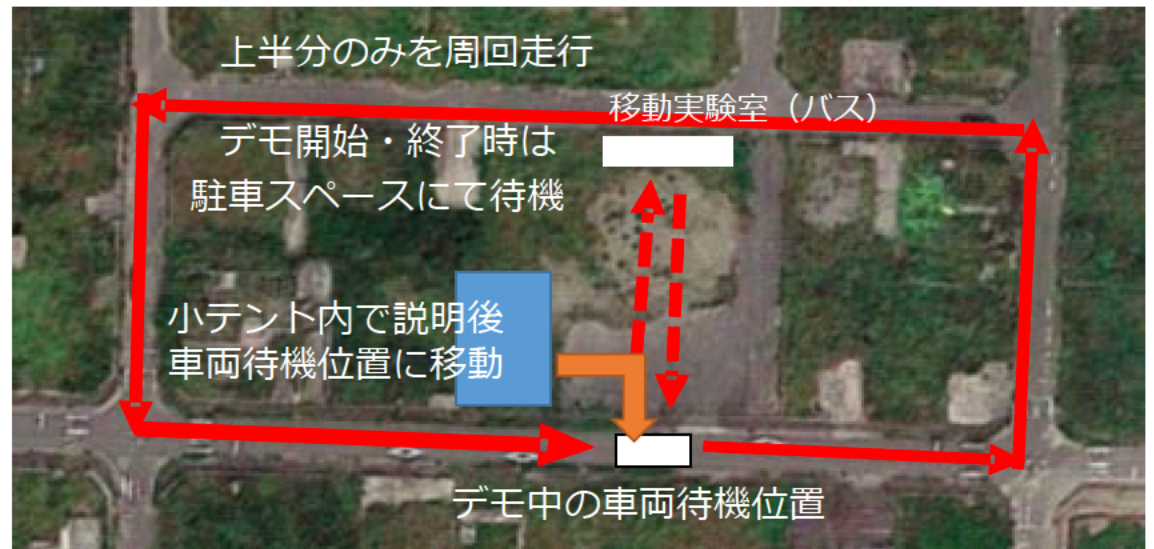 上半分のみを周回走行
移動実験室（バス）
デモ開始・終了時は
駐車スペースにて待機
小テント内で説明後
車両待機位置に移動
デモ中の車両待機位置